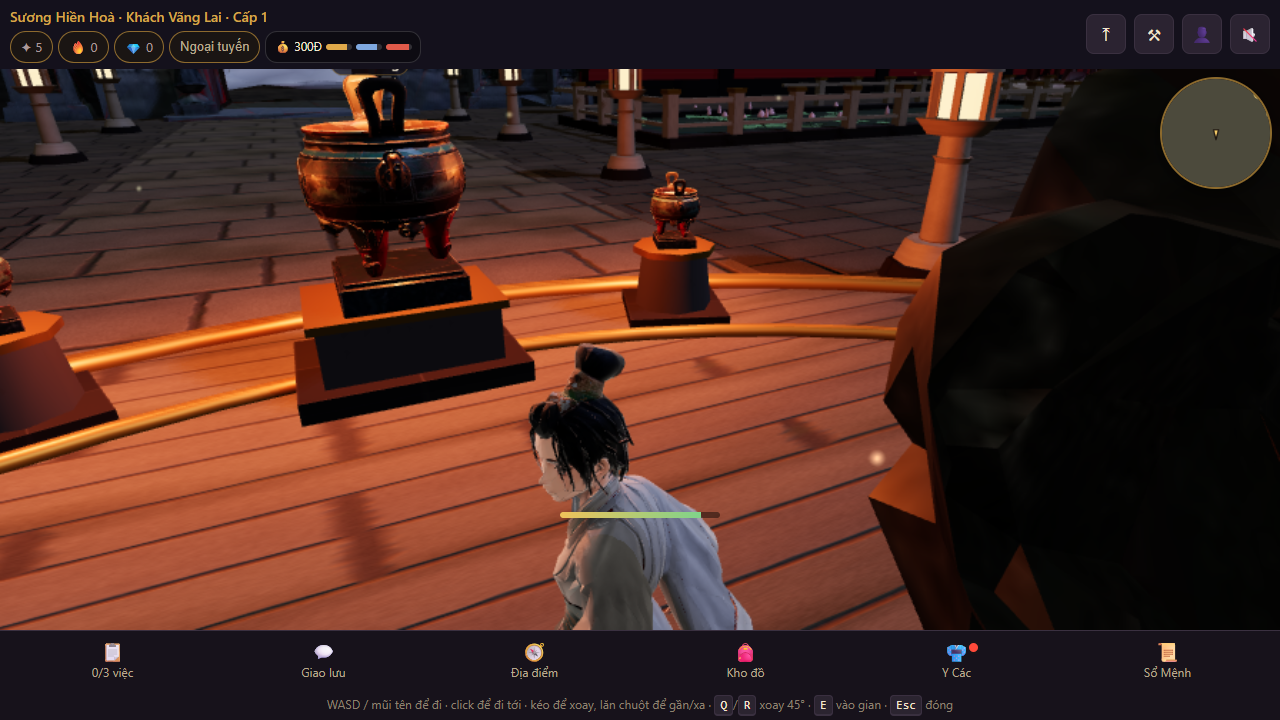 Sương Hiền Hoà · Khách Vãng Lai · Cấp 1
5
0
0
Ngoại tuyến
300Đ
0/3 việc
Giao lưu
Địa điểm
Kho đồ
Y Các
Sổ Mệnh
WASD / mũi tên để đi · click để đi tới · kéo để xoay, lăn chuột để gần/xa · Q / R xoay 45° · E vào gian · Esc đóng